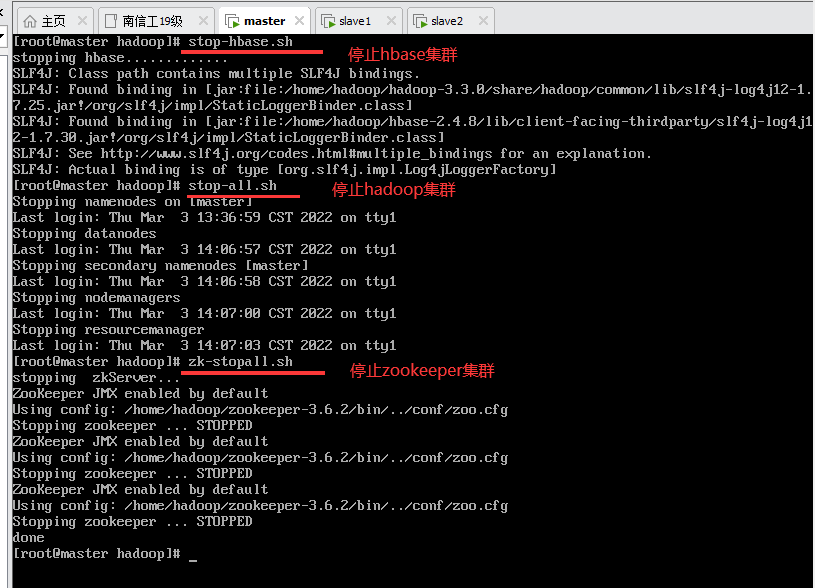 主页 南信工19级 master slave1 slave2
[root@master hadoop]# stop-hbase.sh
停止hbase集群
stopping hbase.............
SLF4J: Class path contains multiple SLF4J bindings.
SLF4J: Found binding in [jar:file:/home/hadoop/hadoop-3.3.0/share/hadoop/common/lib/slf4j-log4j12-1.
7.25.jar!/org/slf4j/impl/StaticLoggerBinder.class]
SLF4J: Found binding in [jar:file:/home/hadoop/hbase-2.4.8/lib/client-facing-thirdparty/slf4j-log4j1
2-1.7.30.jar!/org/slf4j/impl/StaticLoggerBinder.class]
SLF4J: See http://www.slf4j.org/codes.html#multiple_bindings for an explanation.
SLF4J: Actual binding is of type [org.slf4j.impl.Log4jLoggerFactory]
[root@master hadoop]# stop-all.sh
停止hadoop集群
Stopping namenodes on [master]
Last login: Thu Mar  3 13:36:59 CST 2022 on tty1
Stopping datanodes
Last login: Thu Mar  3 14:06:57 CST 2022 on tty1
Stopping secondary namenodes [master]
Last login: Thu Mar  3 14:06:58 CST 2022 on tty1
Stopping nodemanagers
Last login: Thu Mar  3 14:07:00 CST 2022 on tty1
Stopping resourcemanager
Last login: Thu Mar  3 14:07:03 CST 2022 on tty1
[root@master hadoop]# zk-stopall.sh
停止zookeeper集群
stopping  zkServer...
ZooKeeper JMX enabled by default
Using config: /home/hadoop/zookeeper-3.6.2/bin/../conf/zoo.cfg
Stopping zookeeper ... STOPPED
ZooKeeper JMX enabled by default
Using config: /home/hadoop/zookeeper-3.6.2/bin/../conf/zoo.cfg
Stopping zookeeper ... STOPPED
ZooKeeper JMX enabled by default
Using config: /home/hadoop/zookeeper-3.6.2/bin/../conf/zoo.cfg
Stopping zookeeper ... STOPPED
done
[root@master hadoop]# _